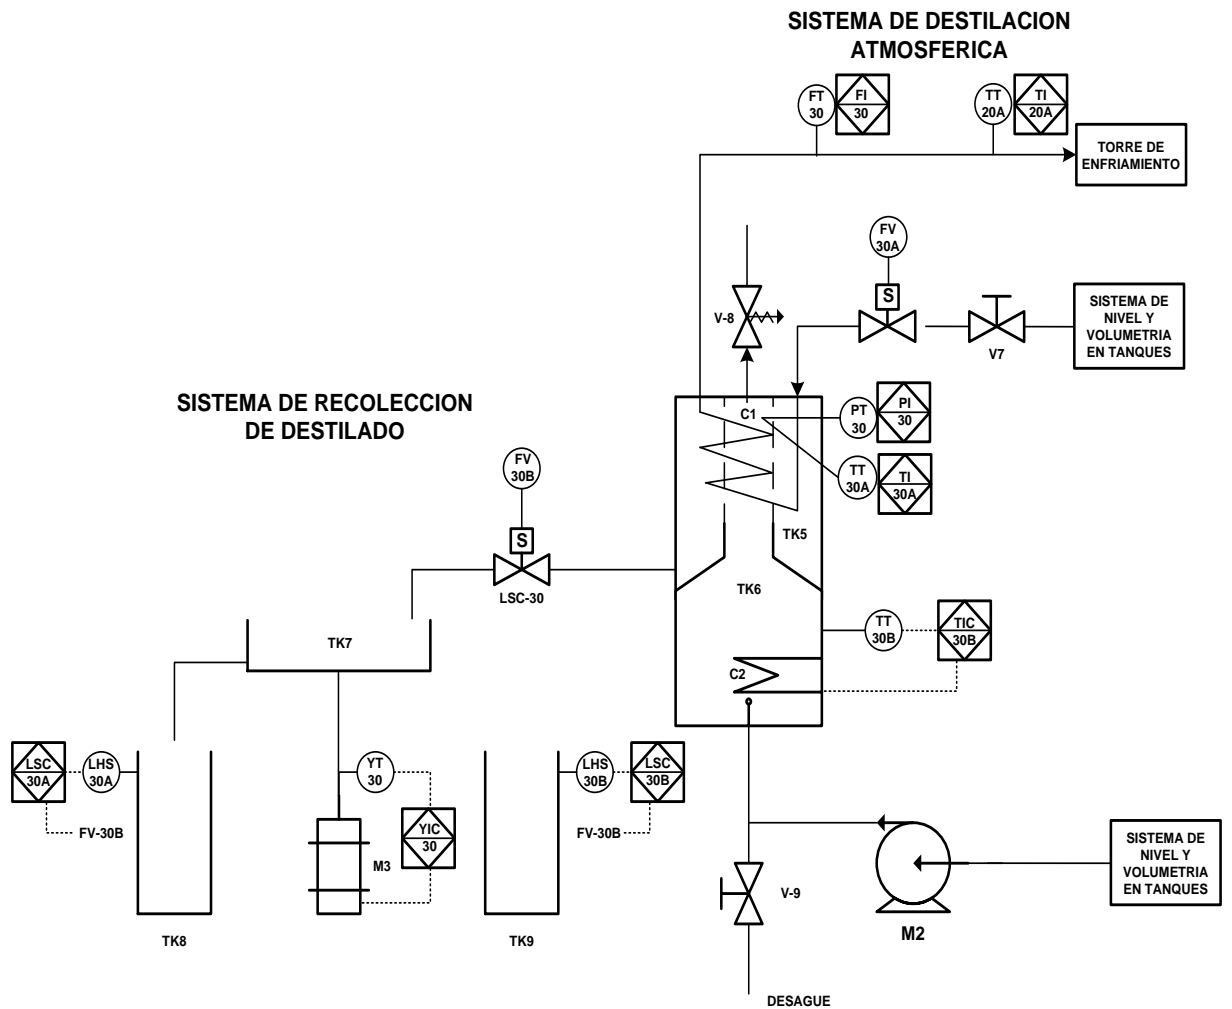 SISTEMA DE DESTILACION
ATMOSFERICA
FT
30
FI
30
TT
20A
TI
20A
TORRE DE
ENFRIAMIENTO
FV
30A
S
V-8
V7
SISTEMA DE
NIVEL Y
VOLUMETRIA
EN TANQUES
SISTEMA DE RECOLECCION
DE DESTILADO
C1
PT
30
PI
30
FV
30B
TT
30A
TI
30A
S
TK5
LSC-30
TK6
TK7
TT
30B
TIC
30B
C2
LSC
30A
LHS
30A
YT
30
LHS
30B
LSC
30B
FV-30B
YIC
30
FV-30B
SISTEMA DE
NIVEL Y
VOLUMETRIA
EN TANQUES
M3
V-9
M2
TK8
TK9
DESAGUE